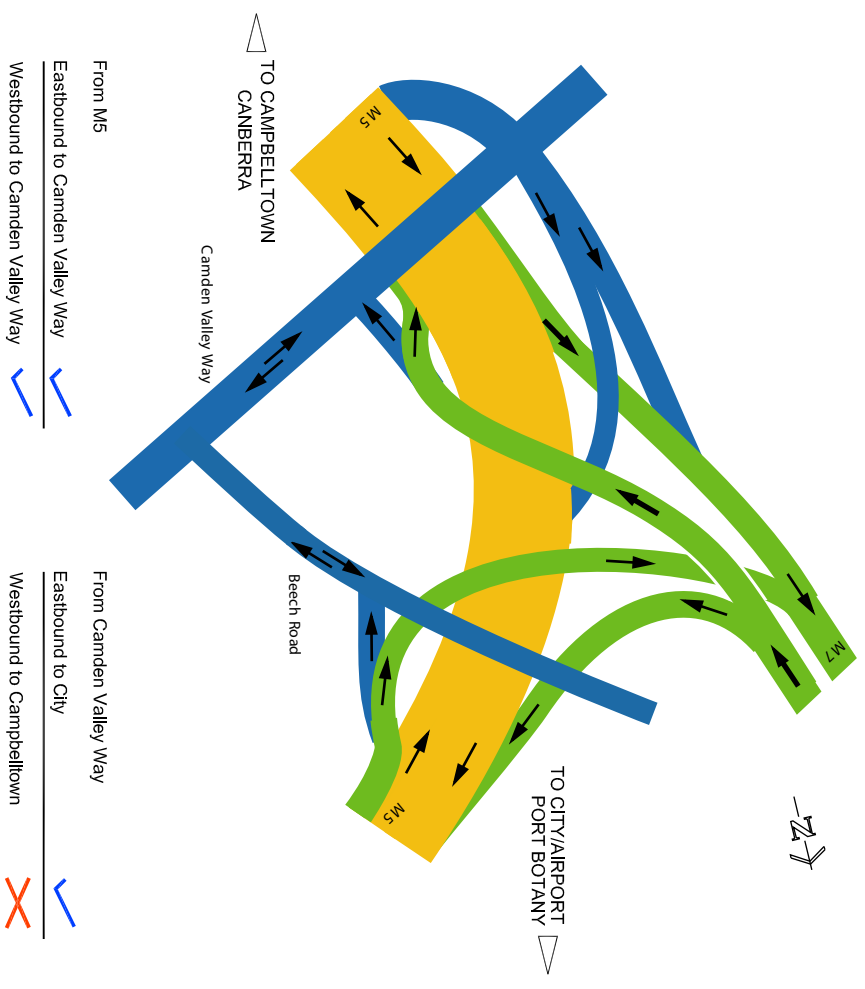 TO CAMPBELLTOWN
CANBERRA
M5
M7
Camden Valley Way
Beech Road
M5
TO CITY/AIRPORT
PORT BOTANY
N
From M5
Eastbound to Camden Valley Way
Westbound to Camden Valley Way
From Camden Valley Way
Eastbound to City
Westbound to Campbelltown